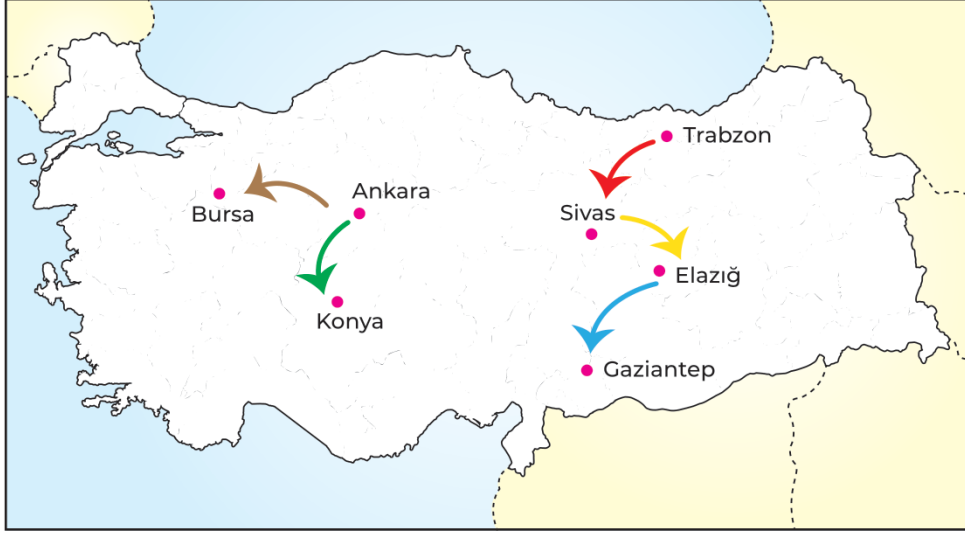 Trabzon
Ankara
Bursa
Sivas
Elazığ
Konya
Gaziantep